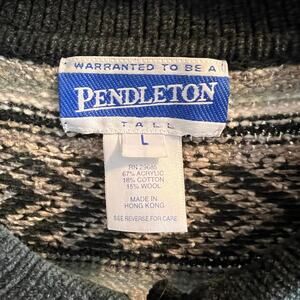 WARRANTED TO BE A
PENDLETON
TALL
L
RN 29685
67% ACRYLIC
18% COTTON
15% WOOL
MADE IN
HONG KONG
SEE REVERSE FOR CARE